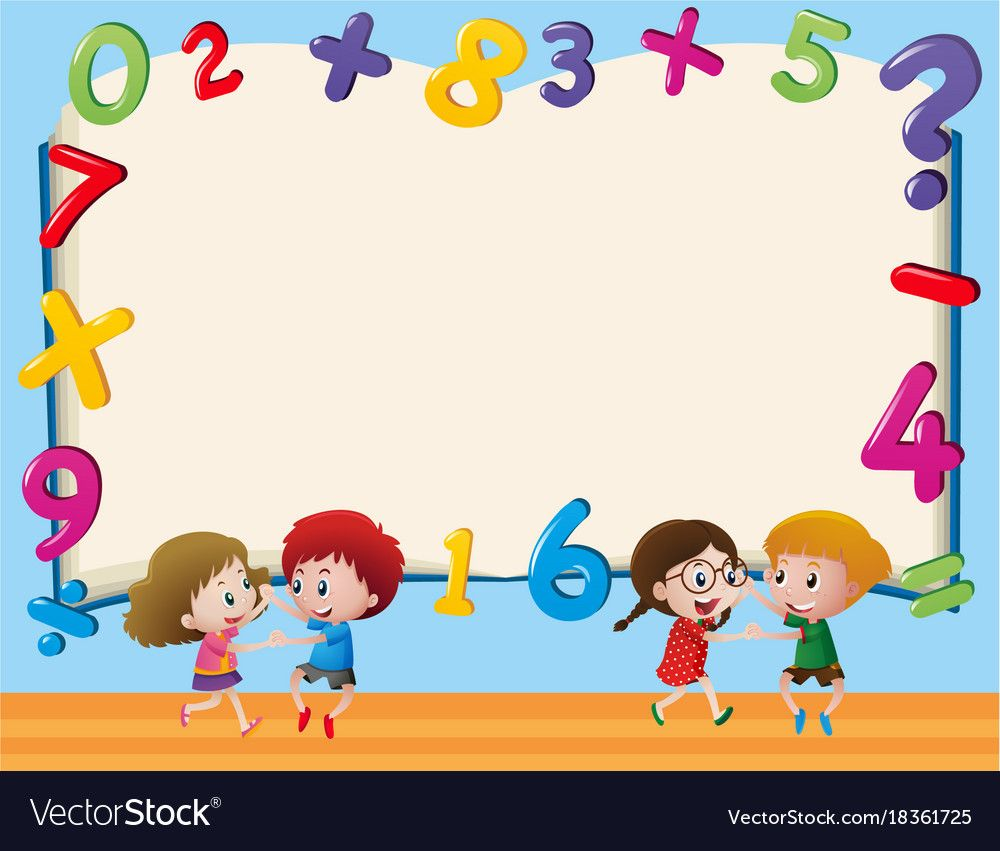 0 2 + 8 3 + 5 ?
7
-
×
4
9
÷ 1 6 =
VectorStock®
VectorStock.com/18361725